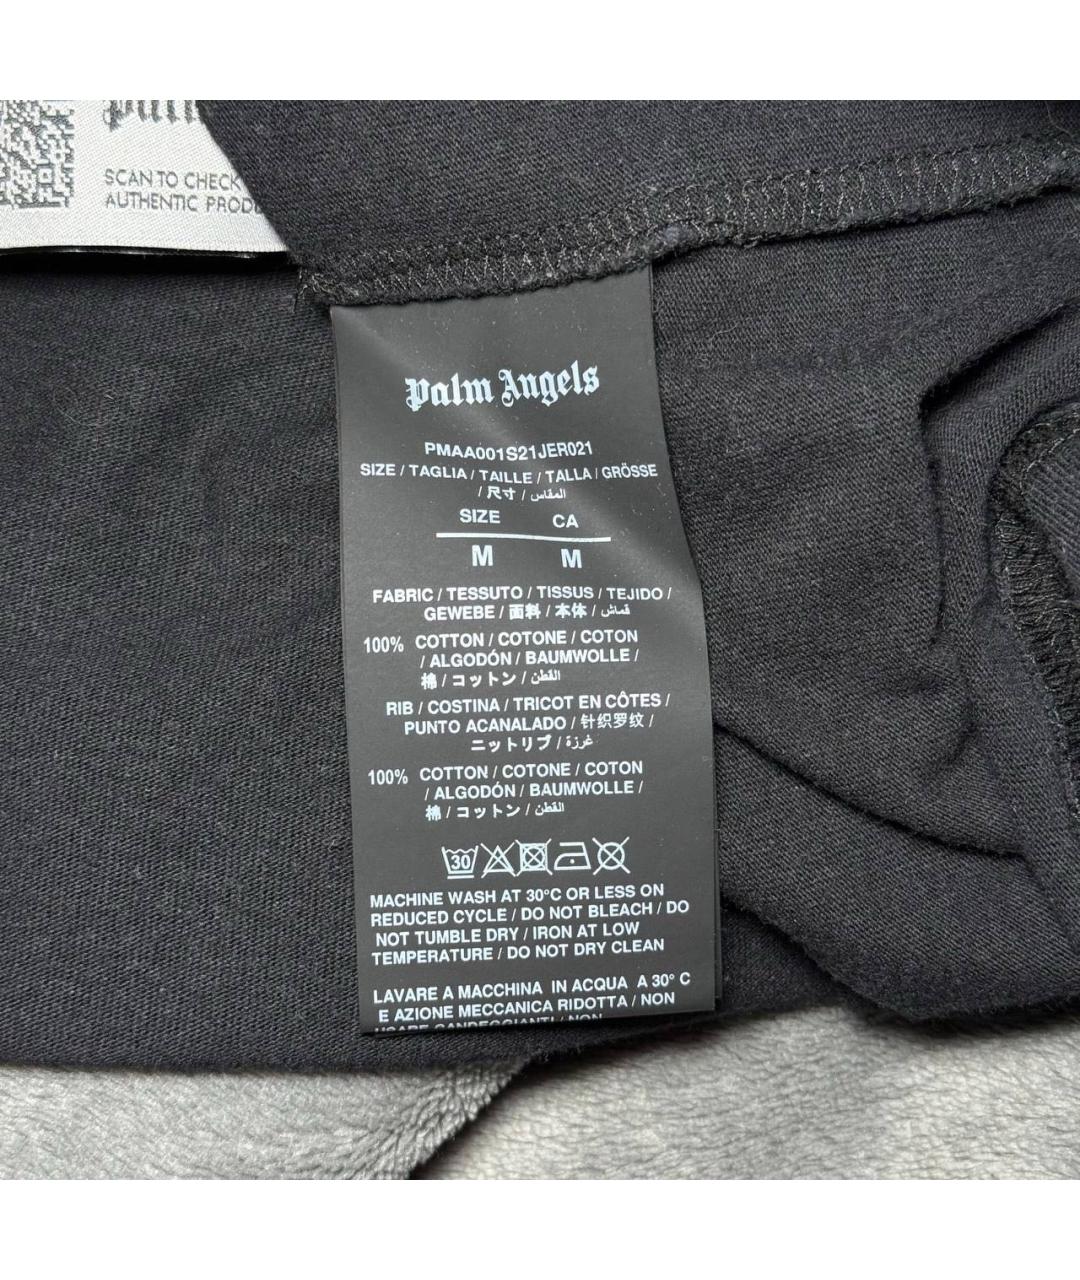 palm
SCAN TO CHECK
AUTHENTIC
Palm Angels
PMAA001S21JER021
SIZE / TAGLIA / TAILLE / TALLA / GRÖSSE
/ 尺寸 / المقاس
SIZE CA
M M
FABRIC / TESSUTO / TISSUS / TEJIDO /
GEWEBE / 面料 / 本体 / قماش
100% COTTON / COTONE / COTON
/ ALGODÓN / BAUMWOLLE /
棉 / コットン / القطن
RIB / COSTINA / TRICOT EN CÔTES /
PUNTO ACANALADO / 针织罗纹 /
ニットリブ / غرزة
100% COTTON / COTONE / COTON
/ ALGODÓN / BAUMWOLLE /
棉 / コットン / القطن
30
MACHINE WASH AT 30°C OR LESS ON
REDUCED CYCLE / DO NOT BLEACH / DO
NOT TUMBLE DRY / IRON AT LOW
TEMPERATURE / DO NOT DRY CLEAN
LAVARE A MACCHINA IN ACQUA A 30° C
E AZIONE MECCANICA RIDOTTA / NON
USARE CANDEGGIANTI / NON